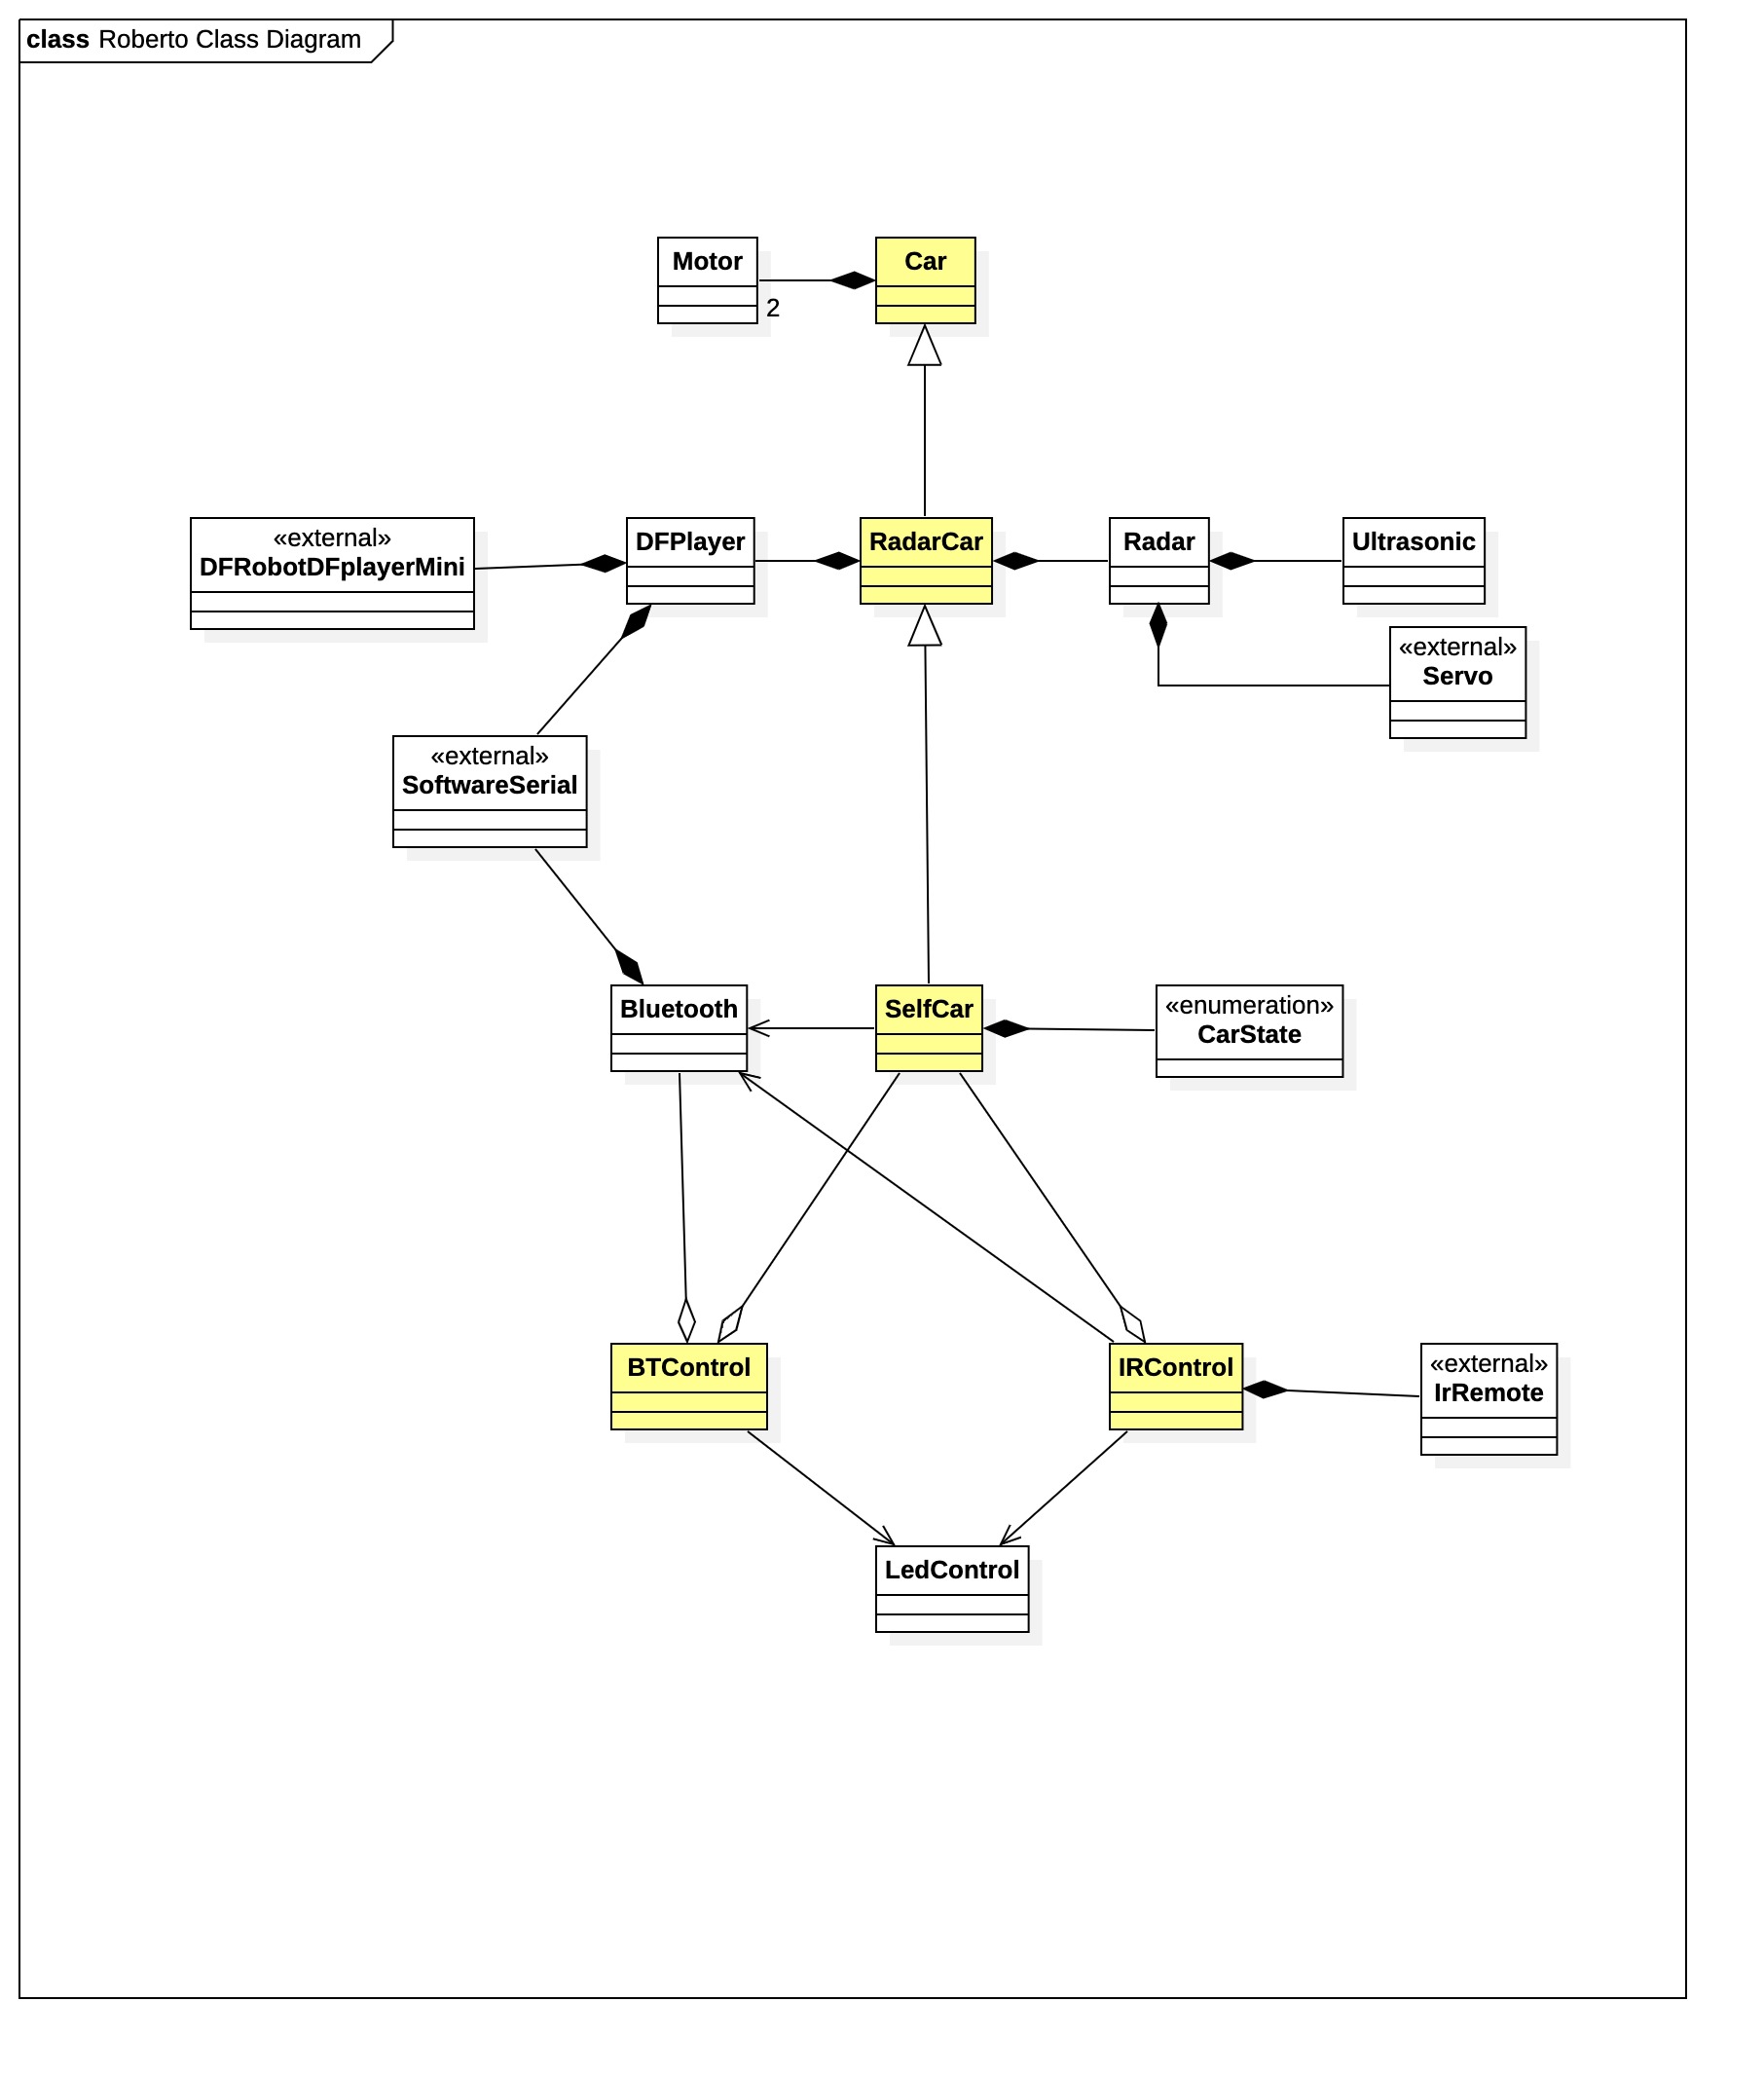 class Roberto Class Diagram
Motor
Car
2
«external»
DFRobotDFplayerMini
DFPlayer
RadarCar
Radar
Ultrasonic
«external»
Servo
«external»
SoftwareSerial
Bluetooth
SelfCar
«enumeration»
CarState
BTControl
IRControl
«external»
IrRemote
LedControl